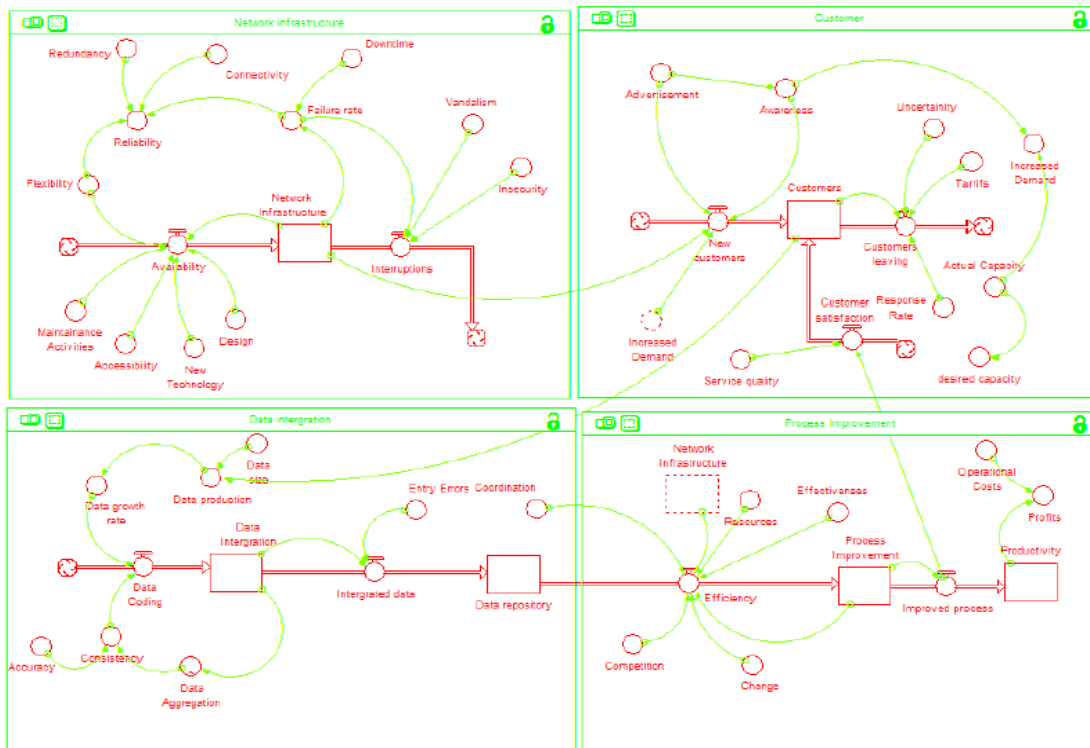 Network infrastructure
Redundancy
Connectivity
Downtime
Failure rate
Vandalism
Reliability
Flexibility
Insecurity
Network
Infrastructure
Availability
Interruptions
Maintainance
Activities
Accessibility
New
Technology
Design
Customer
Advertisement
Awareness
Uncertainity
Increased
Demand
Tarrifs
Customers
New
customers
Customers
leaving
Actual Capacity
Customer
satisfaction
Response
Rate
Increased
Demand
Service quality
desired capacity
Data intergration
Data
size
Data production
Data growth
rate
Entry Errors
Coordination
Data
Intergration
Data
Coding
Intergrated data
Data repository
Accuracy
Consistency
Data
Aggregation
Process Improvement
Network
Infrastructure
Resources
Effectiveness
Operational
Costs
Profits
Process
Improvement
Productivity
Efficiency
Improved process
Competition
Change